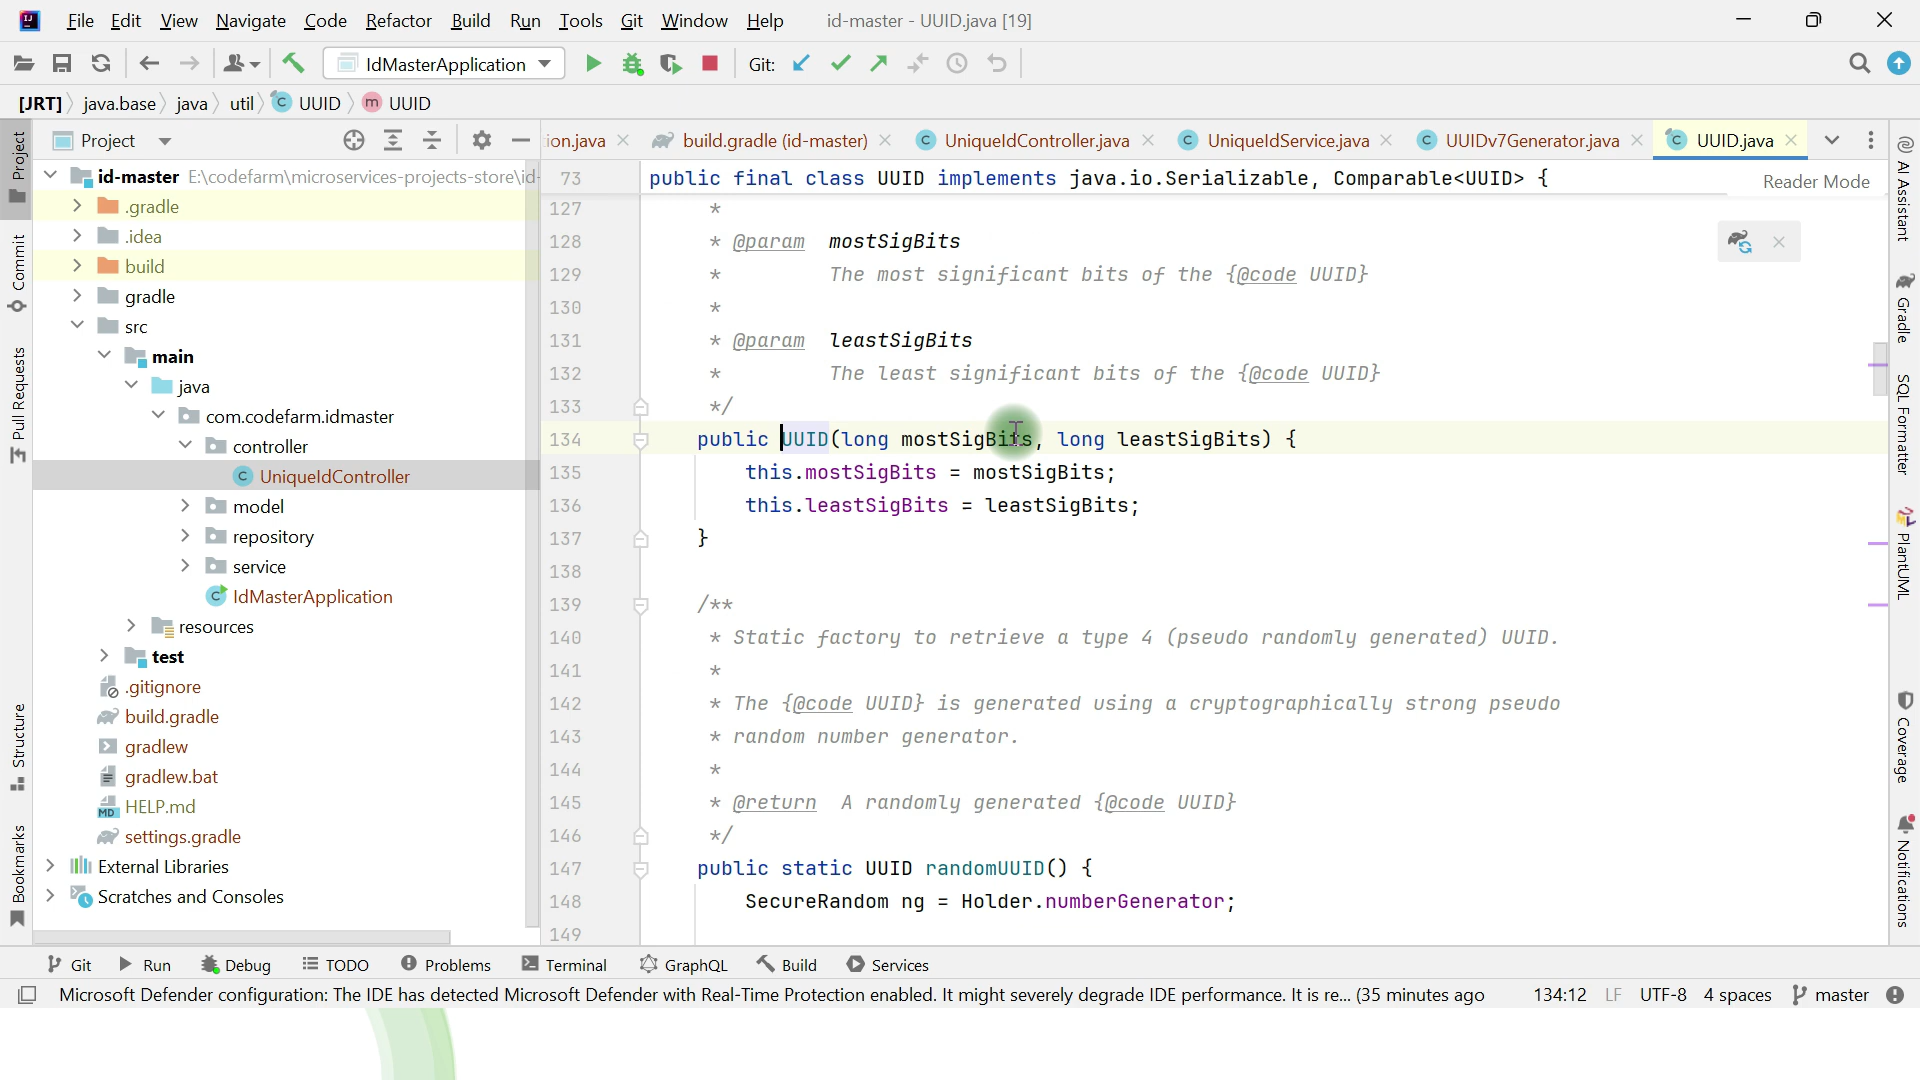 File Edit View Navigate Code Refactor Build Run Tools Git Window Help id-master - UUID.java [19]
IdMasterApplication Git:
[JRT] java.base java util UUID UUID
Project ion.java build.gradle (id-master) UniqueIdController.java UniqueIdService.java UUIDv7Generator.java UUID.java
id-master E:\codefarm\microservices-projects-store\id-
.gradle
.idea
build
gradle
src
main
java
com.codefarm.idmaster
controller
UniqueIdController
model
repository
service
IdMasterApplication
resources
test
.gitignore
build.gradle
gradlew
gradlew.bat
HELP.md
settings.gradle
External Libraries
Scratches and Consoles
73 public final class UUID implements java.io.Serializable, Comparable<UUID> {
Reader Mode
127 *
128 * @param mostSigBits
129 * The most significant bits of the {@code UUID}
130 *
131 * @param leastSigBits
132 * The least significant bits of the {@code UUID}
133 */
134 public UUID(long mostSigBits, long leastSigBits) {
135 this.mostSigBits = mostSigBits;
136 this.leastSigBits = leastSigBits;
137 }
138
139 /**
140 * Static factory to retrieve a type 4 (pseudo randomly generated) UUID.
141 *
142 * The {@code UUID} is generated using a cryptographically strong pseudo
143 * random number generator.
144 *
145 * @return A randomly generated {@code UUID}
146 */
147 public static UUID randomUUID() {
148 SecureRandom ng = Holder.numberGenerator;
149
Project
Commit
Pull Requests
Structure
Bookmarks
AI Assistant
Gradle
SQL Formatter
PlantUML
Coverage
Notifications
Git Run Debug TODO Problems Terminal GraphQL Build Services
Microsoft Defender configuration: The IDE has detected Microsoft Defender with Real-Time Protection enabled. It might severely degrade IDE performance. It is re... (35 minutes ago 134:12 LF UTF-8 4 spaces master